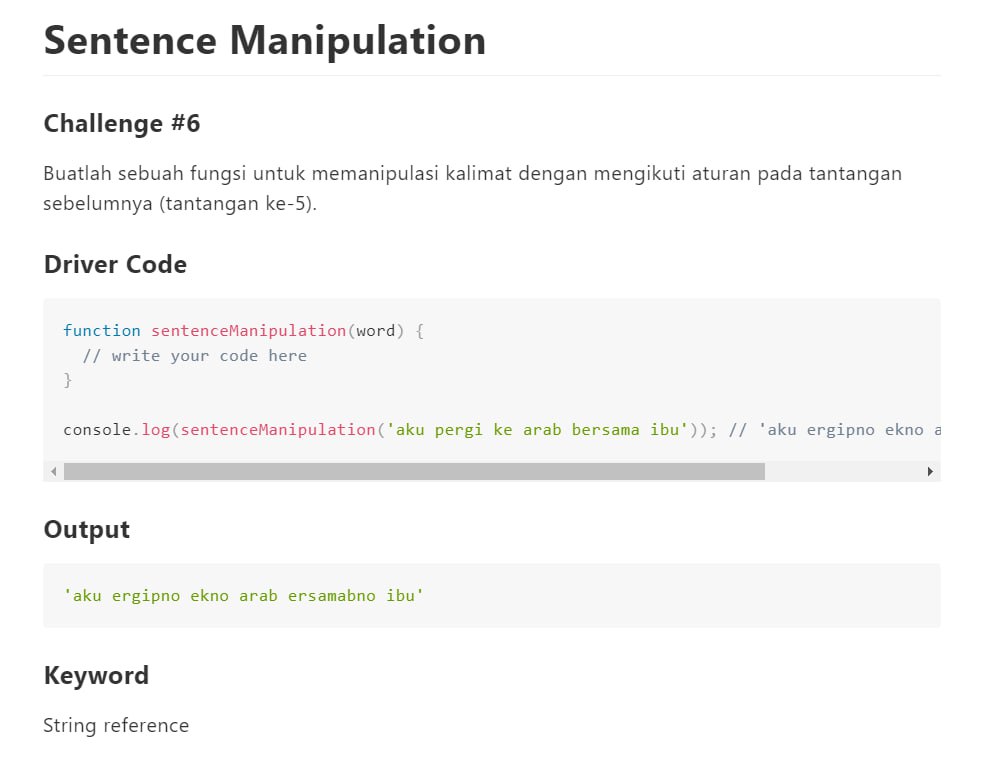 Sentence Manipulation
Challenge #6
Buatlah sebuah fungsi untuk memanipulasi kalimat dengan mengikuti aturan pada tantangan
sebelumnya (tantangan ke-5).
Driver Code
function sentenceManipulation(word) {
  // write your code here
}
console.log(sentenceManipulation('aku pergi ke arab bersama ibu')); // 'aku ergipno ekno a
Output
'aku ergipno ekno arab ersamabno ibu'
Keyword
String reference